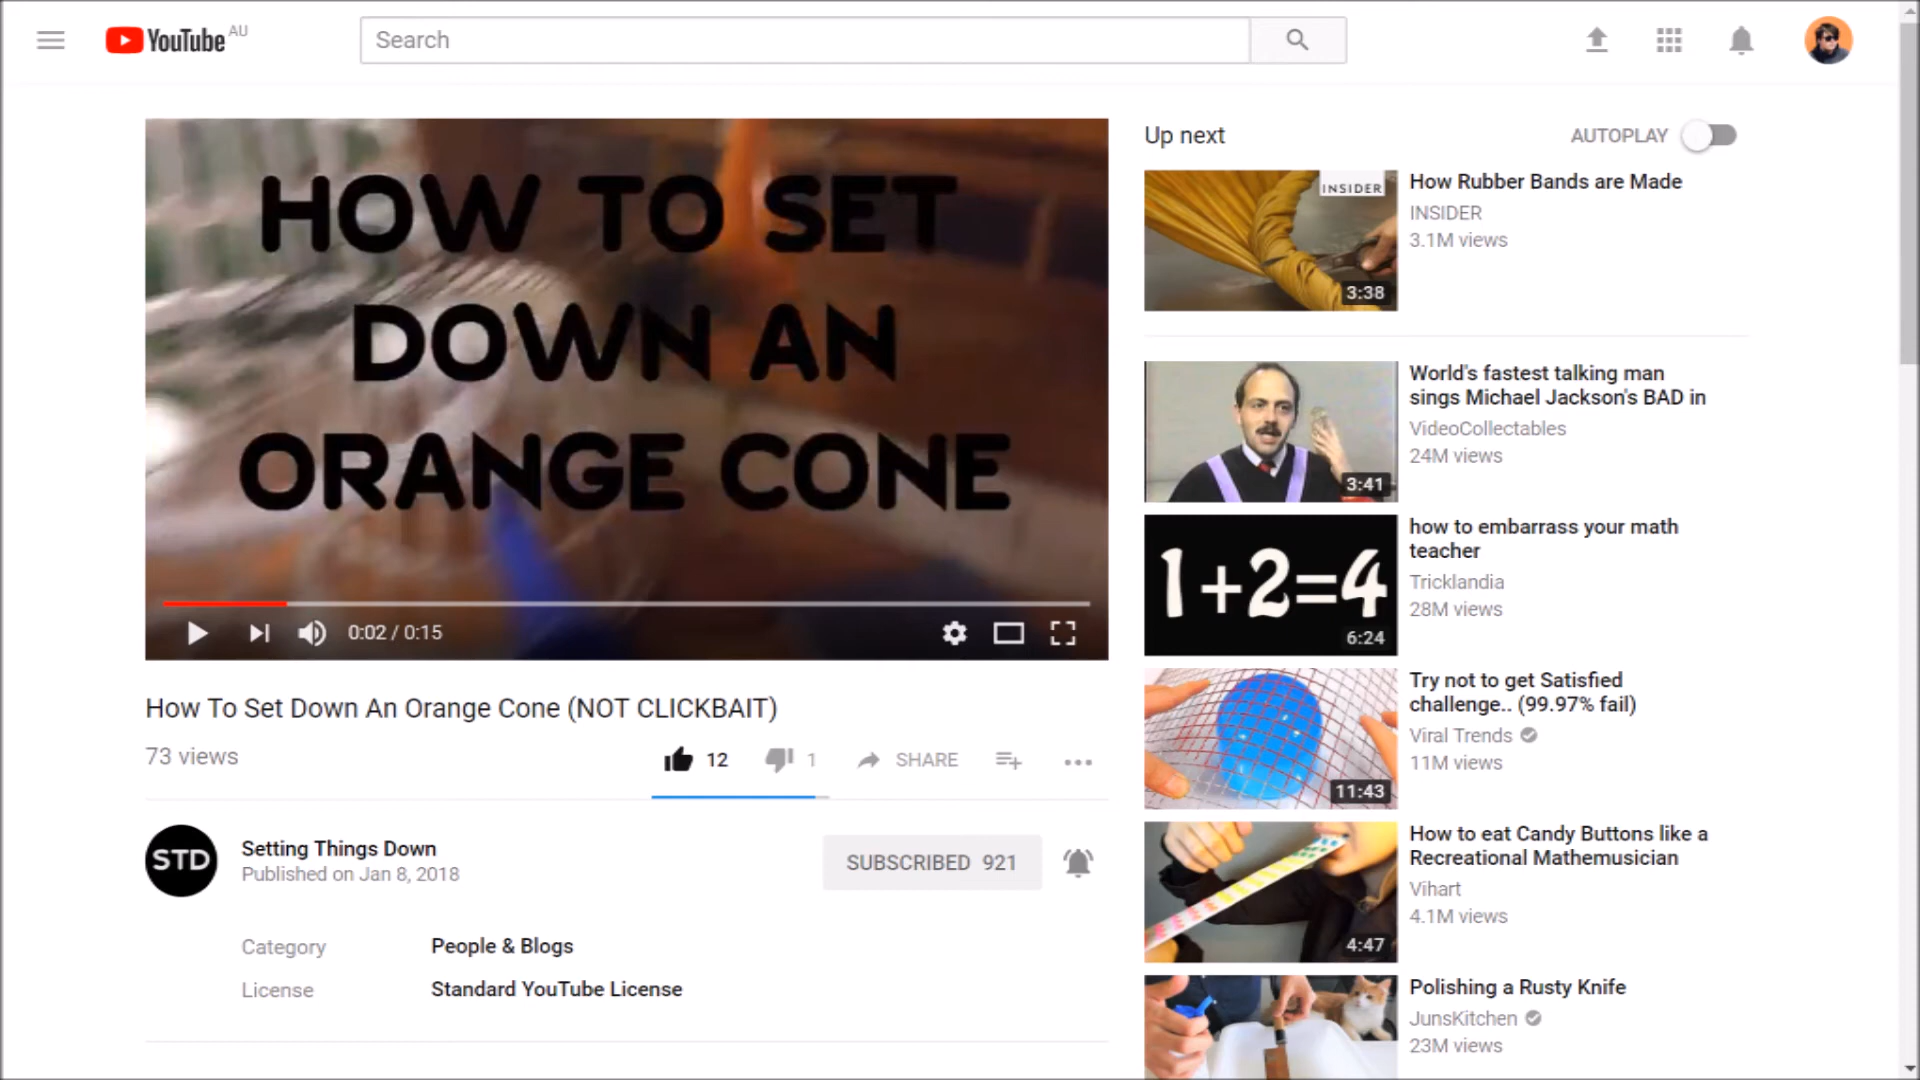 YouTube AU
Search
HOW TO SET
DOWN AN
ORANGE CONE
0:02 / 0:15
How To Set Down An Orange Cone (NOT CLICKBAIT)
73 views
12
1
SHARE
STD
Setting Things Down
Published on Jan 8, 2018
SUBSCRIBED 921
Category People & Blogs
License Standard YouTube License
Up next
AUTOPLAY
INSIDER
3:38
How Rubber Bands are Made
INSIDER
3.1M views
3:41
World's fastest talking man
sings Michael Jackson's BAD in
VideoCollectables
24M views
1+2=4
6:24
how to embarrass your math
teacher
Tricklandia
28M views
11:43
Try not to get Satisfied
challenge.. (99.97% fail)
Viral Trends
11M views
4:47
How to eat Candy Buttons like a
Recreational Mathemusician
Vihart
4.1M views
Polishing a Rusty Knife
JunsKitchen
23M views